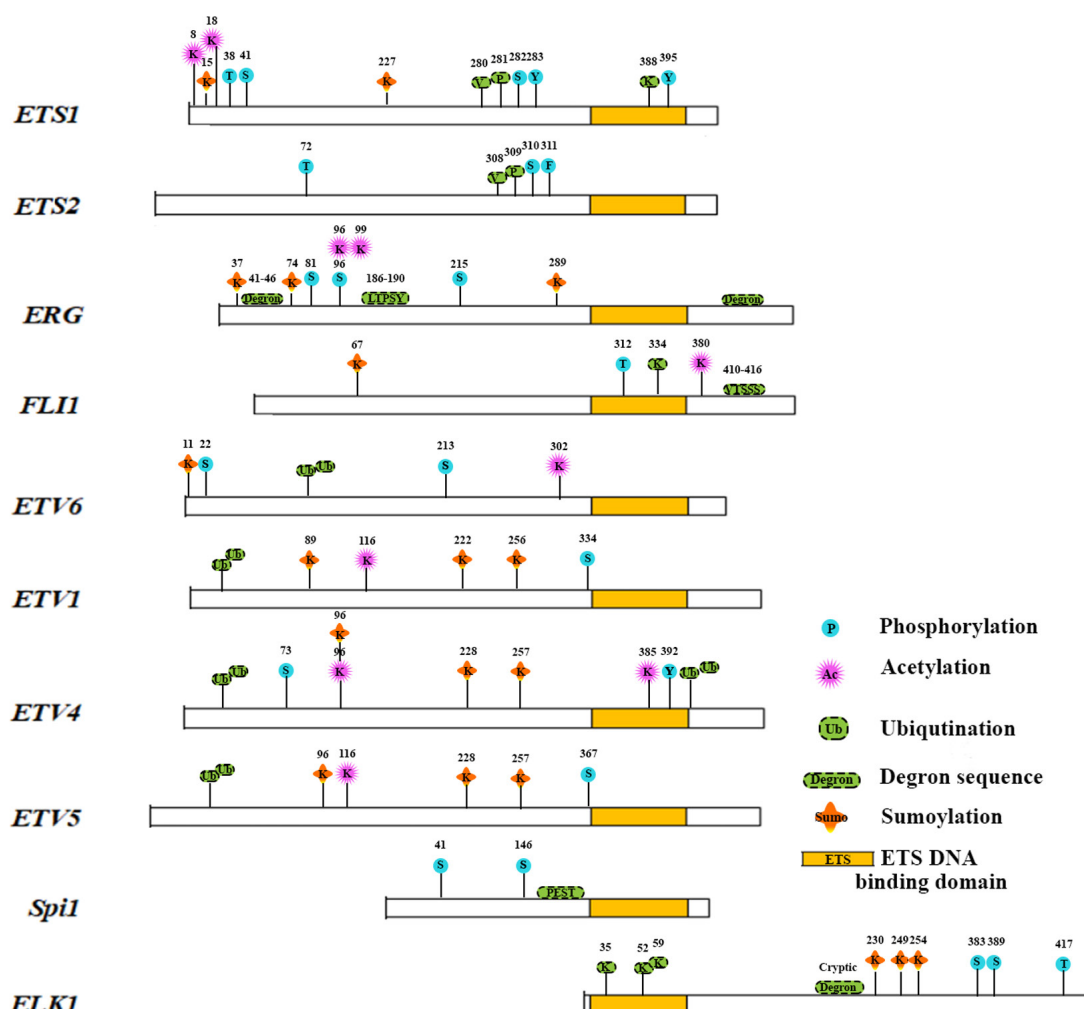 8 18
K K
15 38 41 227 280 281 282 283 388 395
K T S K V P S Y K Y
ETS1
72 308 309 310 311
T V P S F
ETS2
96 99
K K
37 41-46 74 81 96 186-190 215 289
K Degron K S S LTPSY S K Degron
ERG
67 312 334 380 410-416
K T K K VTSSS
FLI1
11 22 213 302
K S Ub Ub S K
ETV6
89 116 222 256 334
Ub Ub K K K K S
ETV1
96
K
73 96 228 257 385 392
Ub Ub S K K K K Y Ub Ub
ETV4
96 116 228 257 367
Ub Ub K K K K S
ETV5
41 146
S S PEST
Spi1
35 52 59 Cryptic 230 249 254 383 389 417
K K K Degron K K K S S T
ELK1
P Phosphorylation
Ac Acetylation
Ub Ubiqutination
Degron Degron sequence
Sumo Sumoylation
ETS ETS DNA
binding domain